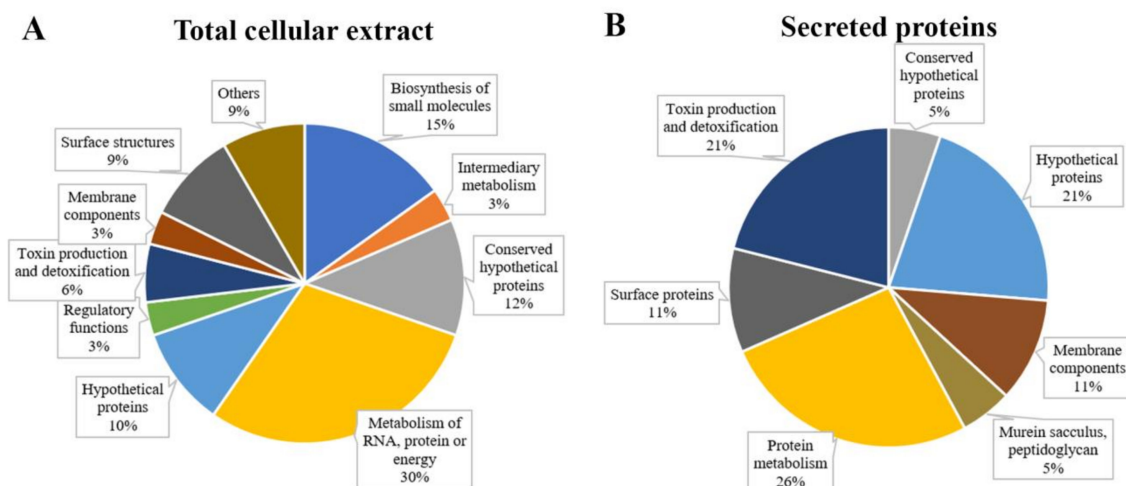 A
Total cellular extract
Others
9%
Biosynthesis of
small molecules
15%
Surface structures
9%
Intermediary
metabolism
3%
Membrane
components
3%
Conserved
hypothetical
proteins
12%
Toxin production
and detoxification
6%
Regulatory
functions
3%
Hypothetical
proteins
10%
Metabolism of
RNA, protein or
energy
30%
B
Secreted proteins
Conserved
hypothetical
proteins
5%
Toxin production
and detoxification
21%
Hypothetical
proteins
21%
Surface proteins
11%
Membrane
components
11%
Protein
metabolism
26%
Murein sacculus,
peptidoglycan
5%